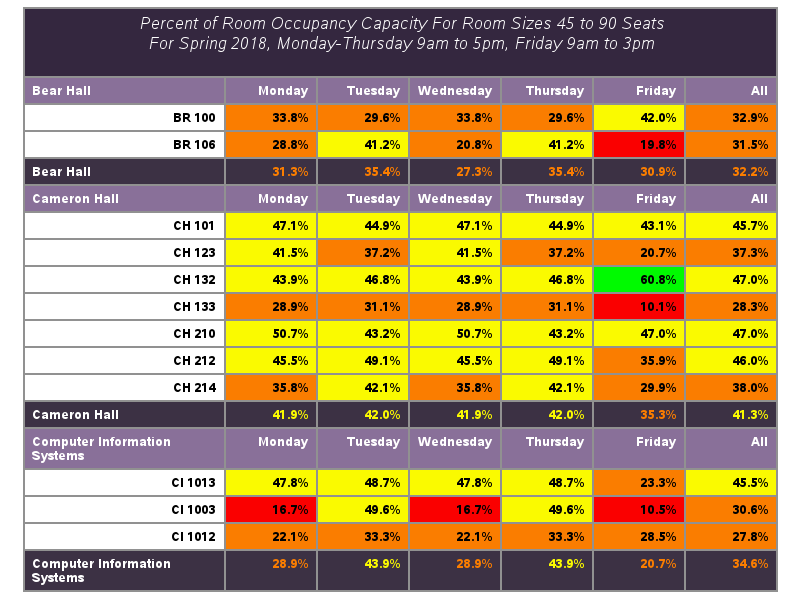 Percent of Room Occupancy Capacity For Room Sizes 45 to 90 Seats
For Spring 2018, Monday-Thursday 9am to 5pm, Friday 9am to 3pm
Bear Hall Monday Tuesday Wednesday Thursday Friday All
BR 100 33.8% 29.6% 33.8% 29.6% 42.0% 32.9%
BR 106 28.8% 41.2% 20.8% 41.2% 19.8% 31.5%
Bear Hall 31.3% 35.4% 27.3% 35.4% 30.9% 32.2%
Cameron Hall Monday Tuesday Wednesday Thursday Friday All
CH 101 47.1% 44.9% 47.1% 44.9% 43.1% 45.7%
CH 123 41.5% 37.2% 41.5% 37.2% 20.7% 37.3%
CH 132 43.9% 46.8% 43.9% 46.8% 60.8% 47.0%
CH 133 28.9% 31.1% 28.9% 31.1% 10.1% 28.3%
CH 210 50.7% 43.2% 50.7% 43.2% 47.0% 47.0%
CH 212 45.5% 49.1% 45.5% 49.1% 35.9% 46.0%
CH 214 35.8% 42.1% 35.8% 42.1% 29.9% 38.0%
Cameron Hall 41.9% 42.0% 41.9% 42.0% 35.3% 41.3%
Computer Information Monday Tuesday Wednesday Thursday Friday All
Systems
CI 1013 47.8% 48.7% 47.8% 48.7% 23.3% 45.5%
CI 1003 16.7% 49.6% 16.7% 49.6% 10.5% 30.6%
CI 1012 22.1% 33.3% 22.1% 33.3% 28.5% 27.8%
Computer Information 28.9% 43.9% 28.9% 43.9% 20.7% 34.6%
Systems